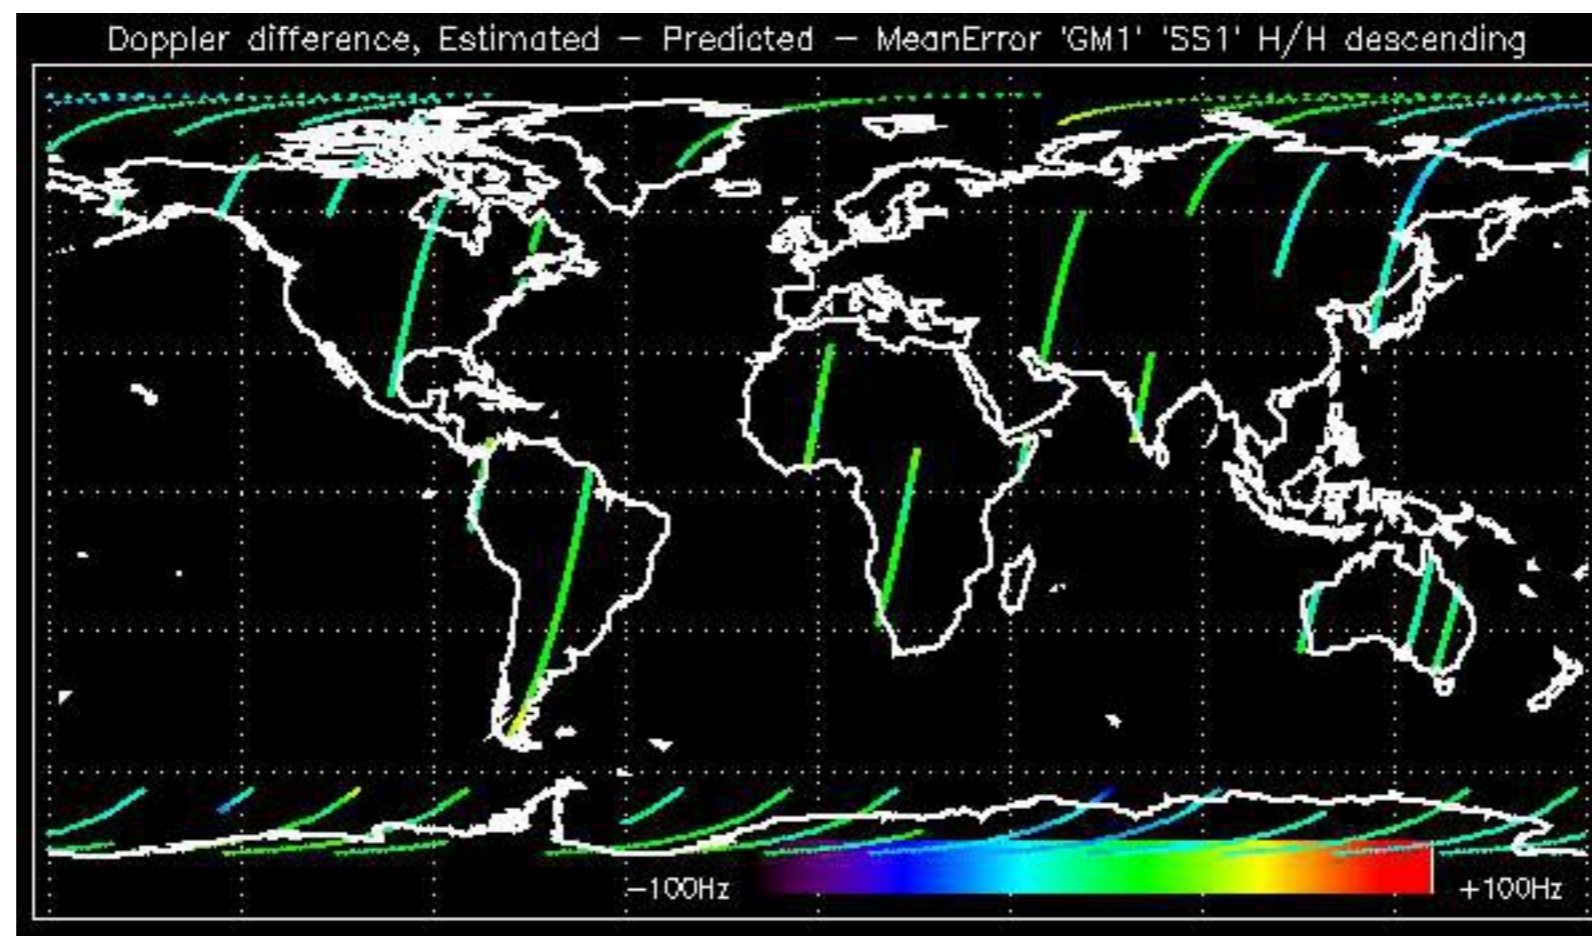 Doppler difference, Estimated – Predicted – MeanError 'GM1' 'SS1' H/H descending
–100Hz
+100Hz